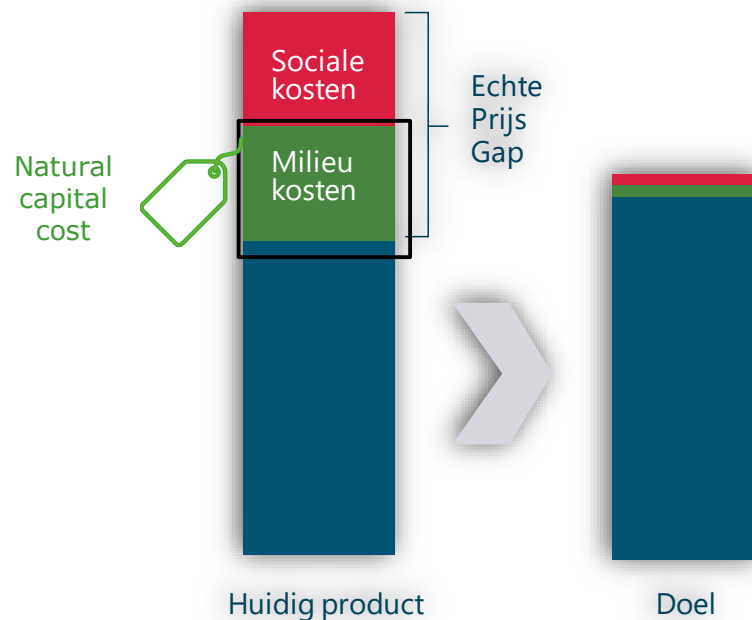 Sociale
kosten
Echte
Prijs
Gap
Milieu
kosten
Natural
capital
cost
Huidig product
Doel